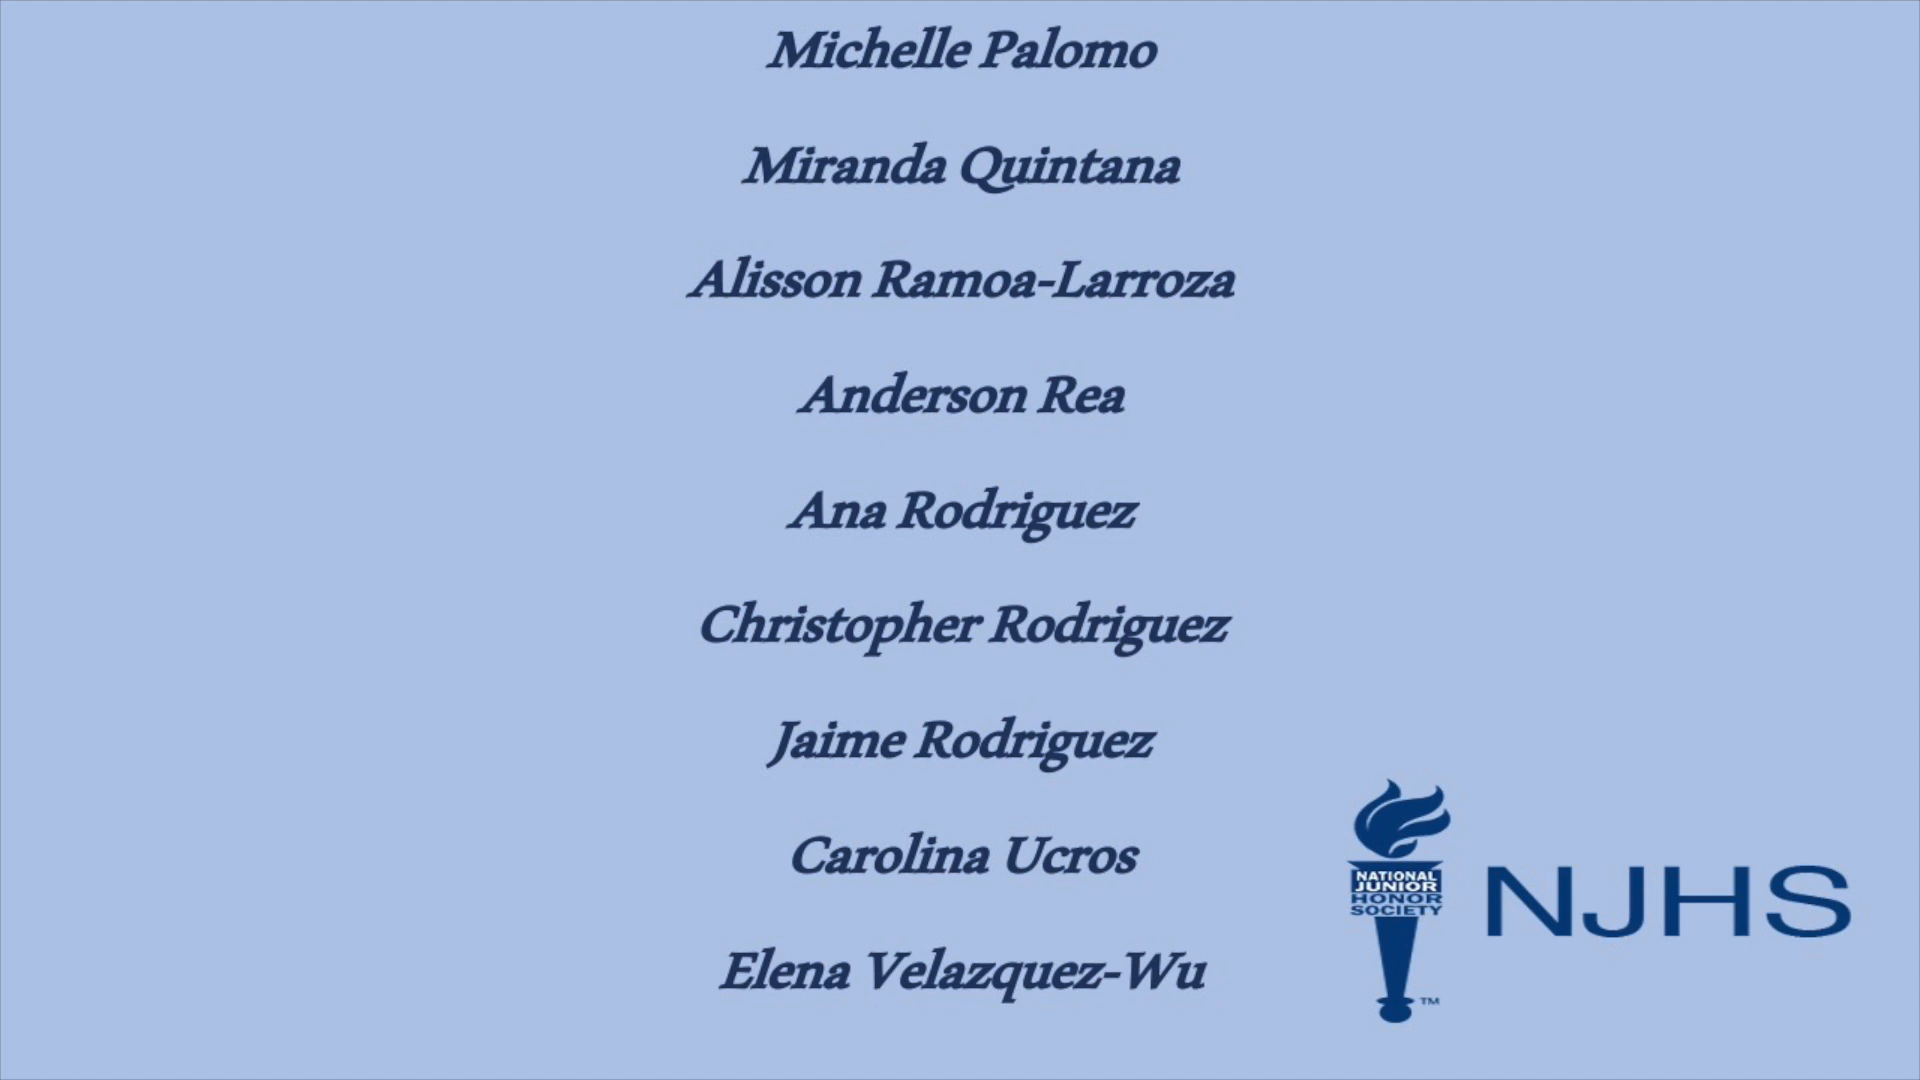 Michelle Palomo
Miranda Quintana
Alisson Ramoa-Larroza
Anderson Rea
Ana Rodriguez
Christopher Rodriguez
Jaime Rodriguez
Carolina Ucros
Elena Velazquez-Wu
NATIONAL
JUNIOR
HONOR
SOCIETY
NJHS
TM